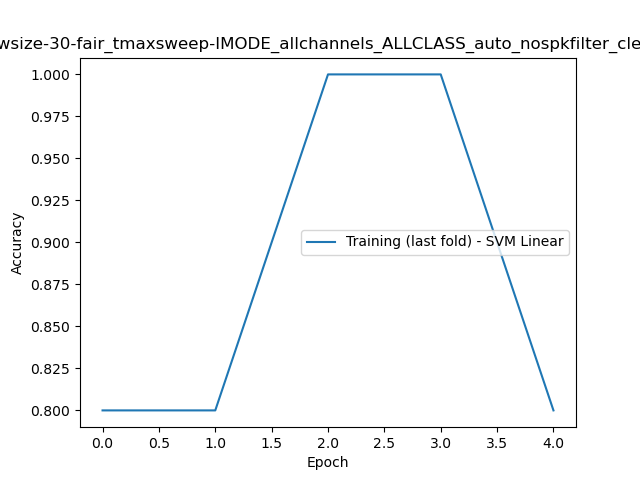 wsize-30-fair_tmaxsweep-IMODE_allchannels_ALLCLASS_auto_nospkfilter_cle
1.000
0.975
0.950
0.925
0.900
0.875
0.850
0.825
0.800
Accuracy
Training (last fold) - SVM Linear
0.0 0.5 1.0 1.5 2.0 2.5 3.0 3.5 4.0
Epoch